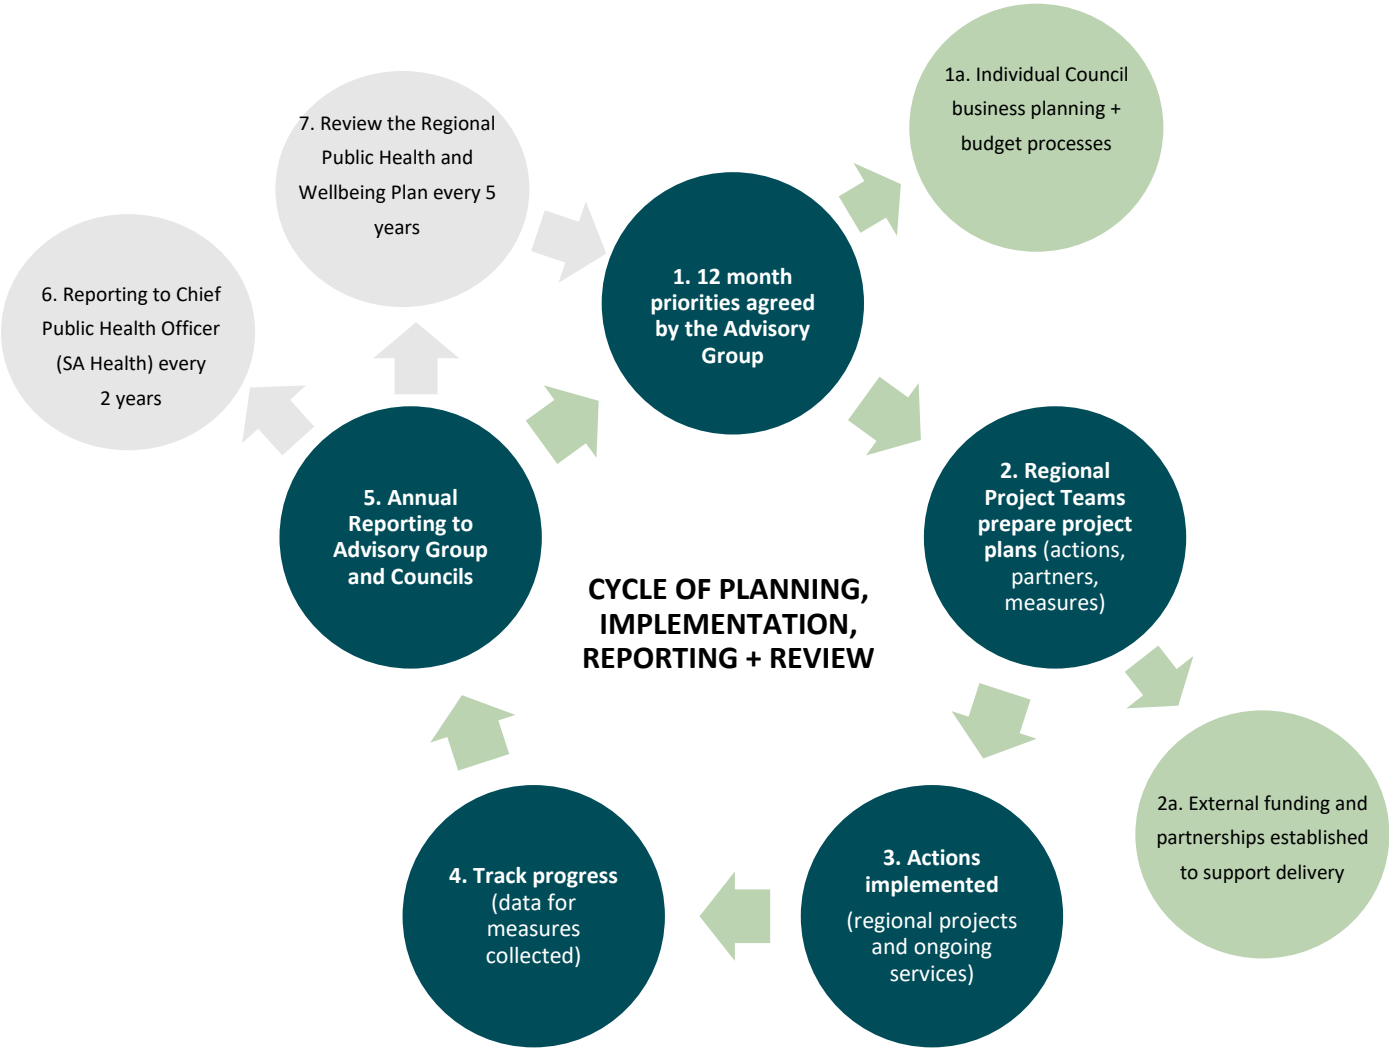 1a. Individual Council
business planning +
budget processes
7. Review the Regional
Public Health and
Wellbeing Plan every 5
years
6. Reporting to Chief
Public Health Officer
(SA Health) every
2 years
1. 12 month
priorities agreed
by the Advisory
Group
5. Annual
Reporting to
Advisory Group
and Councils
2. Regional
Project Teams
prepare project
plans (actions,
partners,
measures)
CYCLE OF PLANNING,
IMPLEMENTATION,
REPORTING + REVIEW
2a. External funding and
partnerships established
to support delivery
3. Actions
implemented
(regional projects
and ongoing
services)
4. Track progress
(data for
measures
collected)